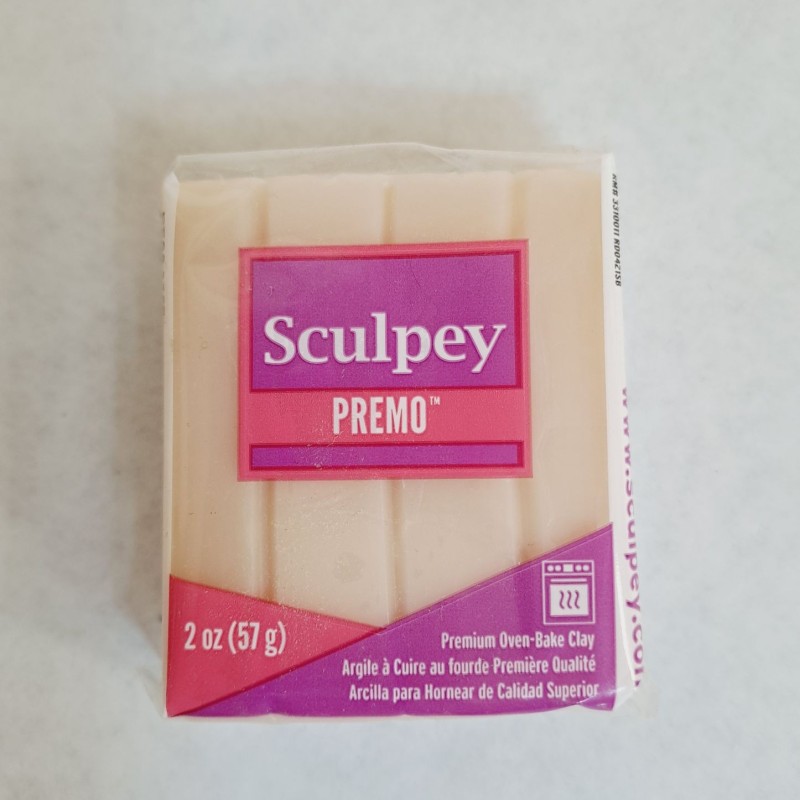 Sculpey
PREMO™
2 oz (57 g)
Premium Oven-Bake Clay
Argile à Cuire au fourde Première Qualité
Arcilla para Hornear de Calidad Superior
www.sculpey.com